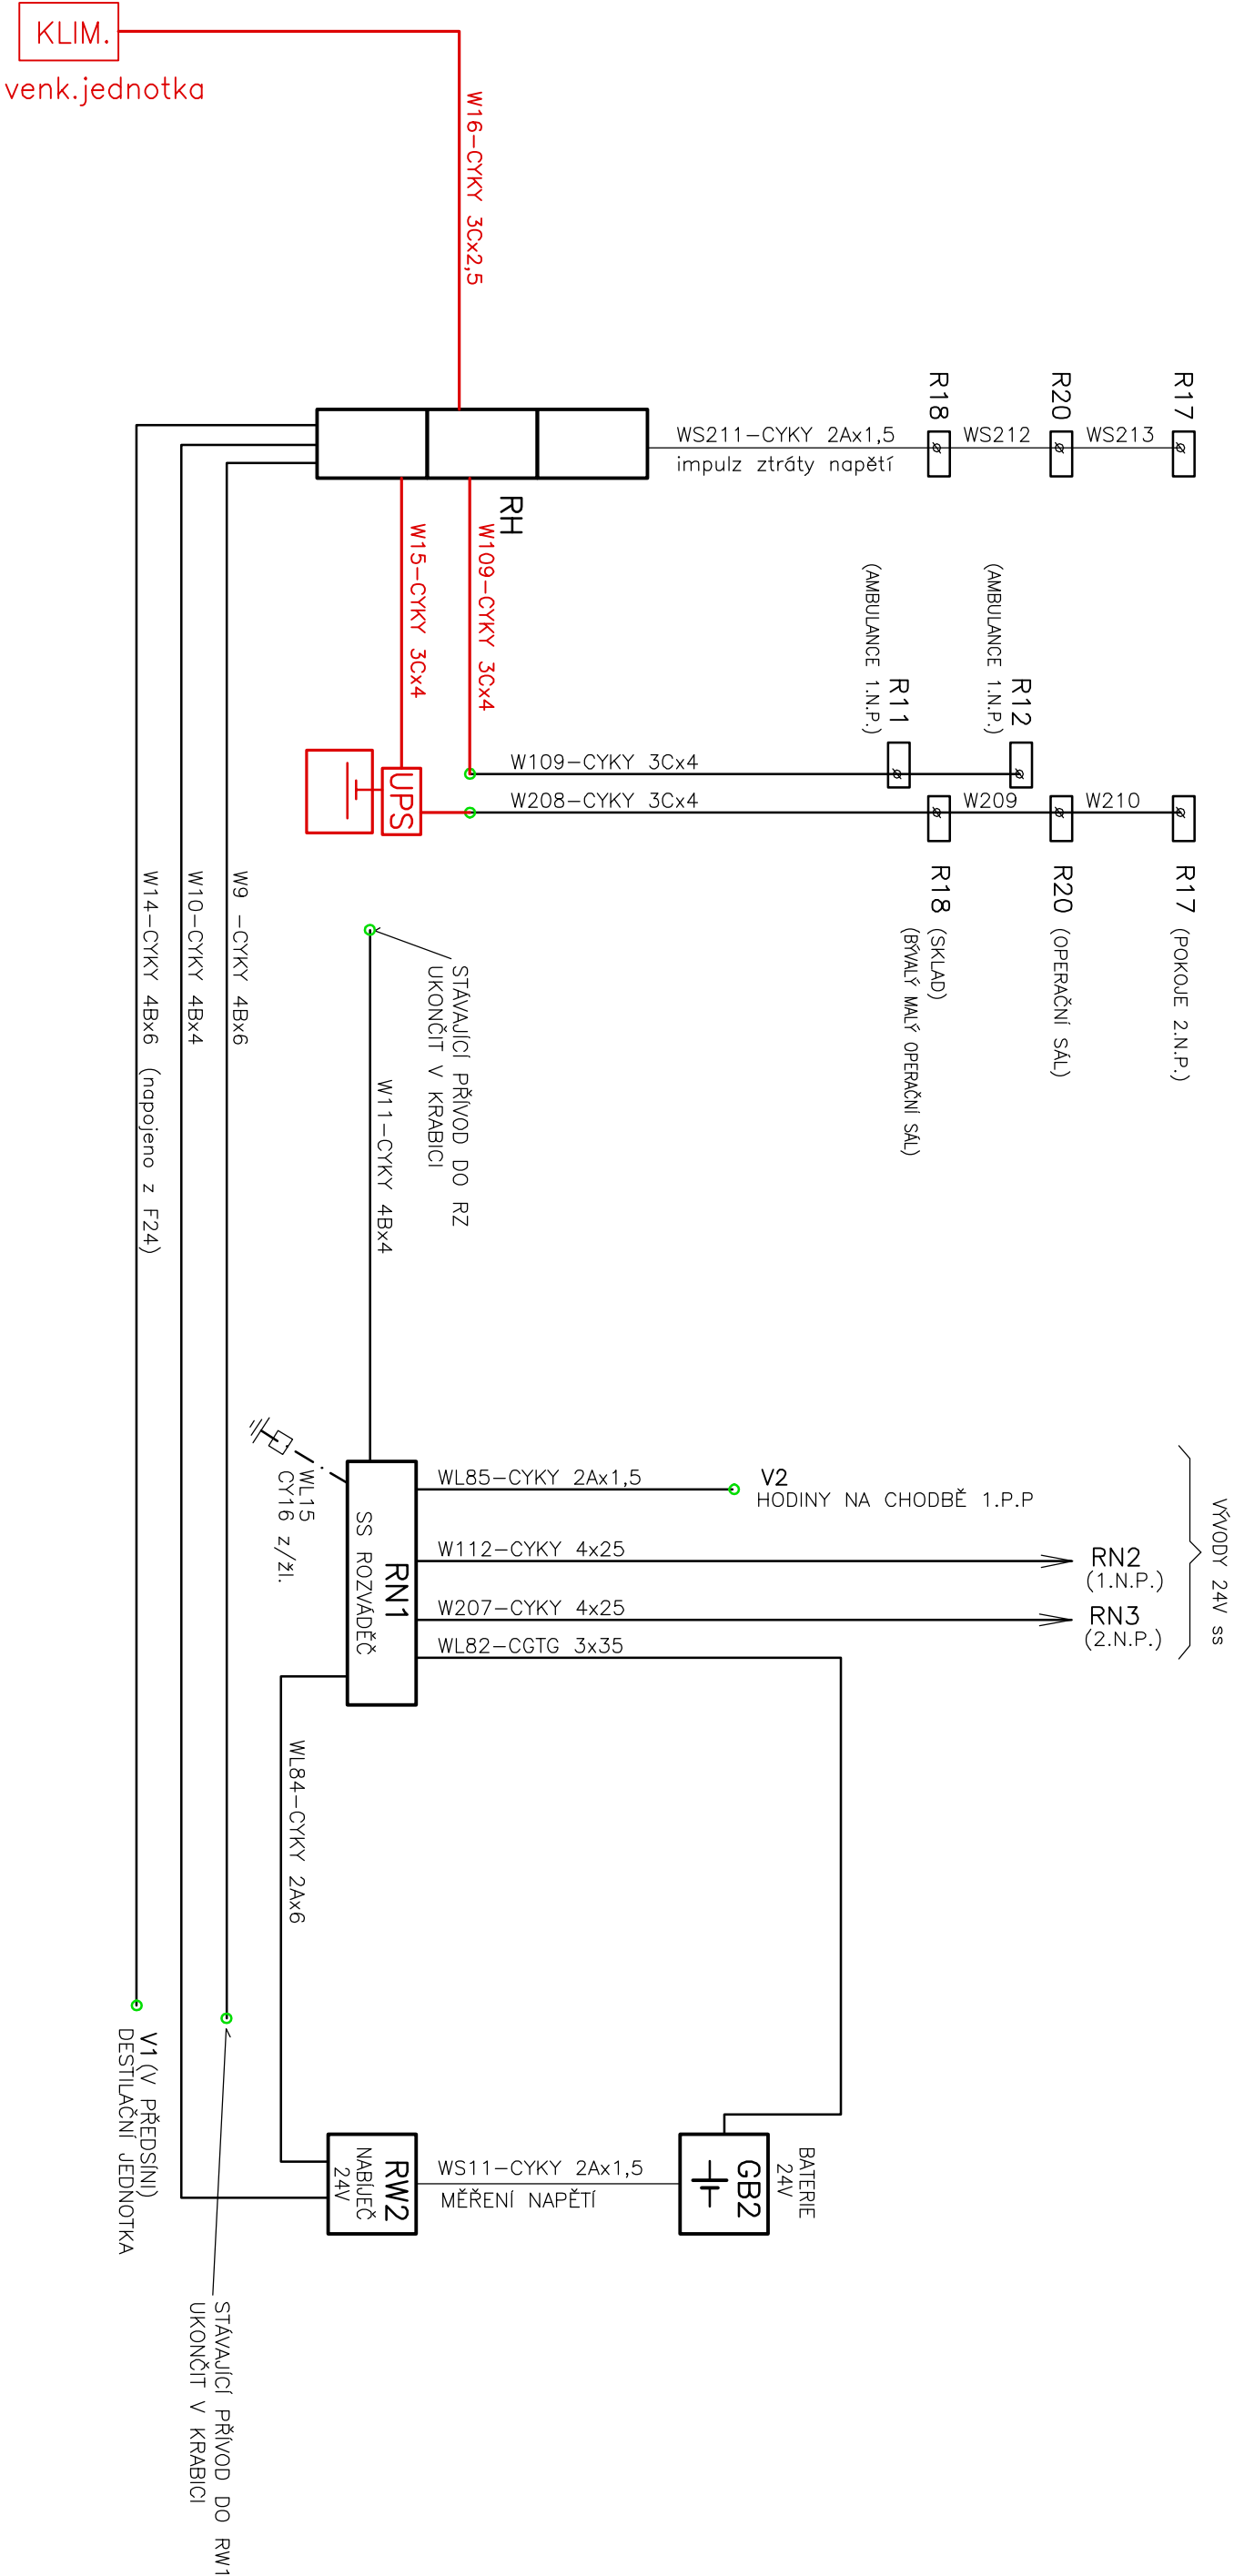 KLIM.
venk.jednotka
W16-CYKY 3Cx2,5
R18
R20
R17
WS211-CYKY 2Ax1,5
WS212
WS213
impulz ztráty napětí
RH
W15-CYKY 3Cx4
W109-CYKY 3Cx4
(AMBULANCE 1.N.P.)
R11
(AMBULANCE 1.N.P.)
R12
UPS
W109-CYKY 3Cx4
W208-CYKY 3Cx4
W209
W210
R18 (SKLAD)
(BÝVALÝ MALÝ OPERAČNÍ SÁL)
R20 (OPERAČNÍ SÁL)
R17 (POKOJE 2.N.P.)
W9 -CYKY 4Bx6
W10-CYKY 4Bx4
W14-CYKY 4Bx6 (napojeno z F24)
STÁVAJÍCÍ PŘÍVOD DO RZ
UKONČIT V KRABICI
W11-CYKY 4Bx4
WL15
CY16 z/žl.
RN1
SS ROZVÁDĚČ
WL85-CYKY 2Ax1,5
V2
HODINY NA CHODBĚ 1.P.P
W112-CYKY 4x25
RN2
(1.N.P.)
W207-CYKY 4x25
RN3
(2.N.P.)
VÝVODY 24V ss
WL82-CGTG 3x35
WL84-CYKY 2Ax6
V1(V PŘEDSÍNI)
DESTILAČNÍ JEDNOTKA
RW2
NABÍJEČ
24V
WS11-CYKY 2Ax1,5
MĚŘENÍ NAPĚTÍ
GB2
BATERIE
24V
STÁVAJÍCÍ PŘÍVOD DO RW1
UKONČIT V KRABICI